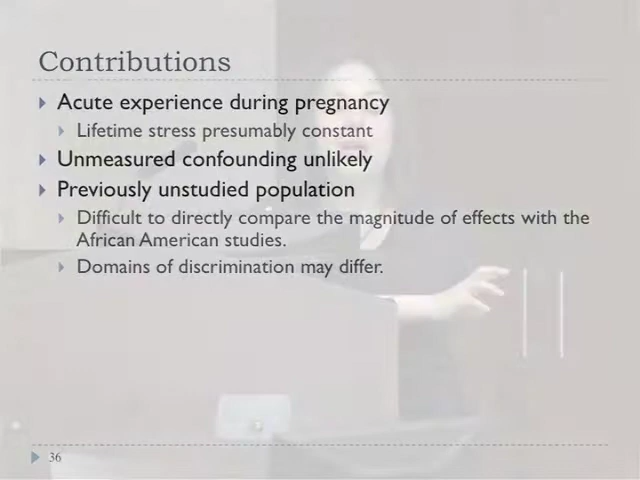 Contributions
Acute experience during pregnancy
Lifetime stress presumably constant
Unmeasured confounding unlikely
Previously unstudied population
Difficult to directly compare the magnitude of effects with the
African American studies.
Domains of discrimination may differ.
36